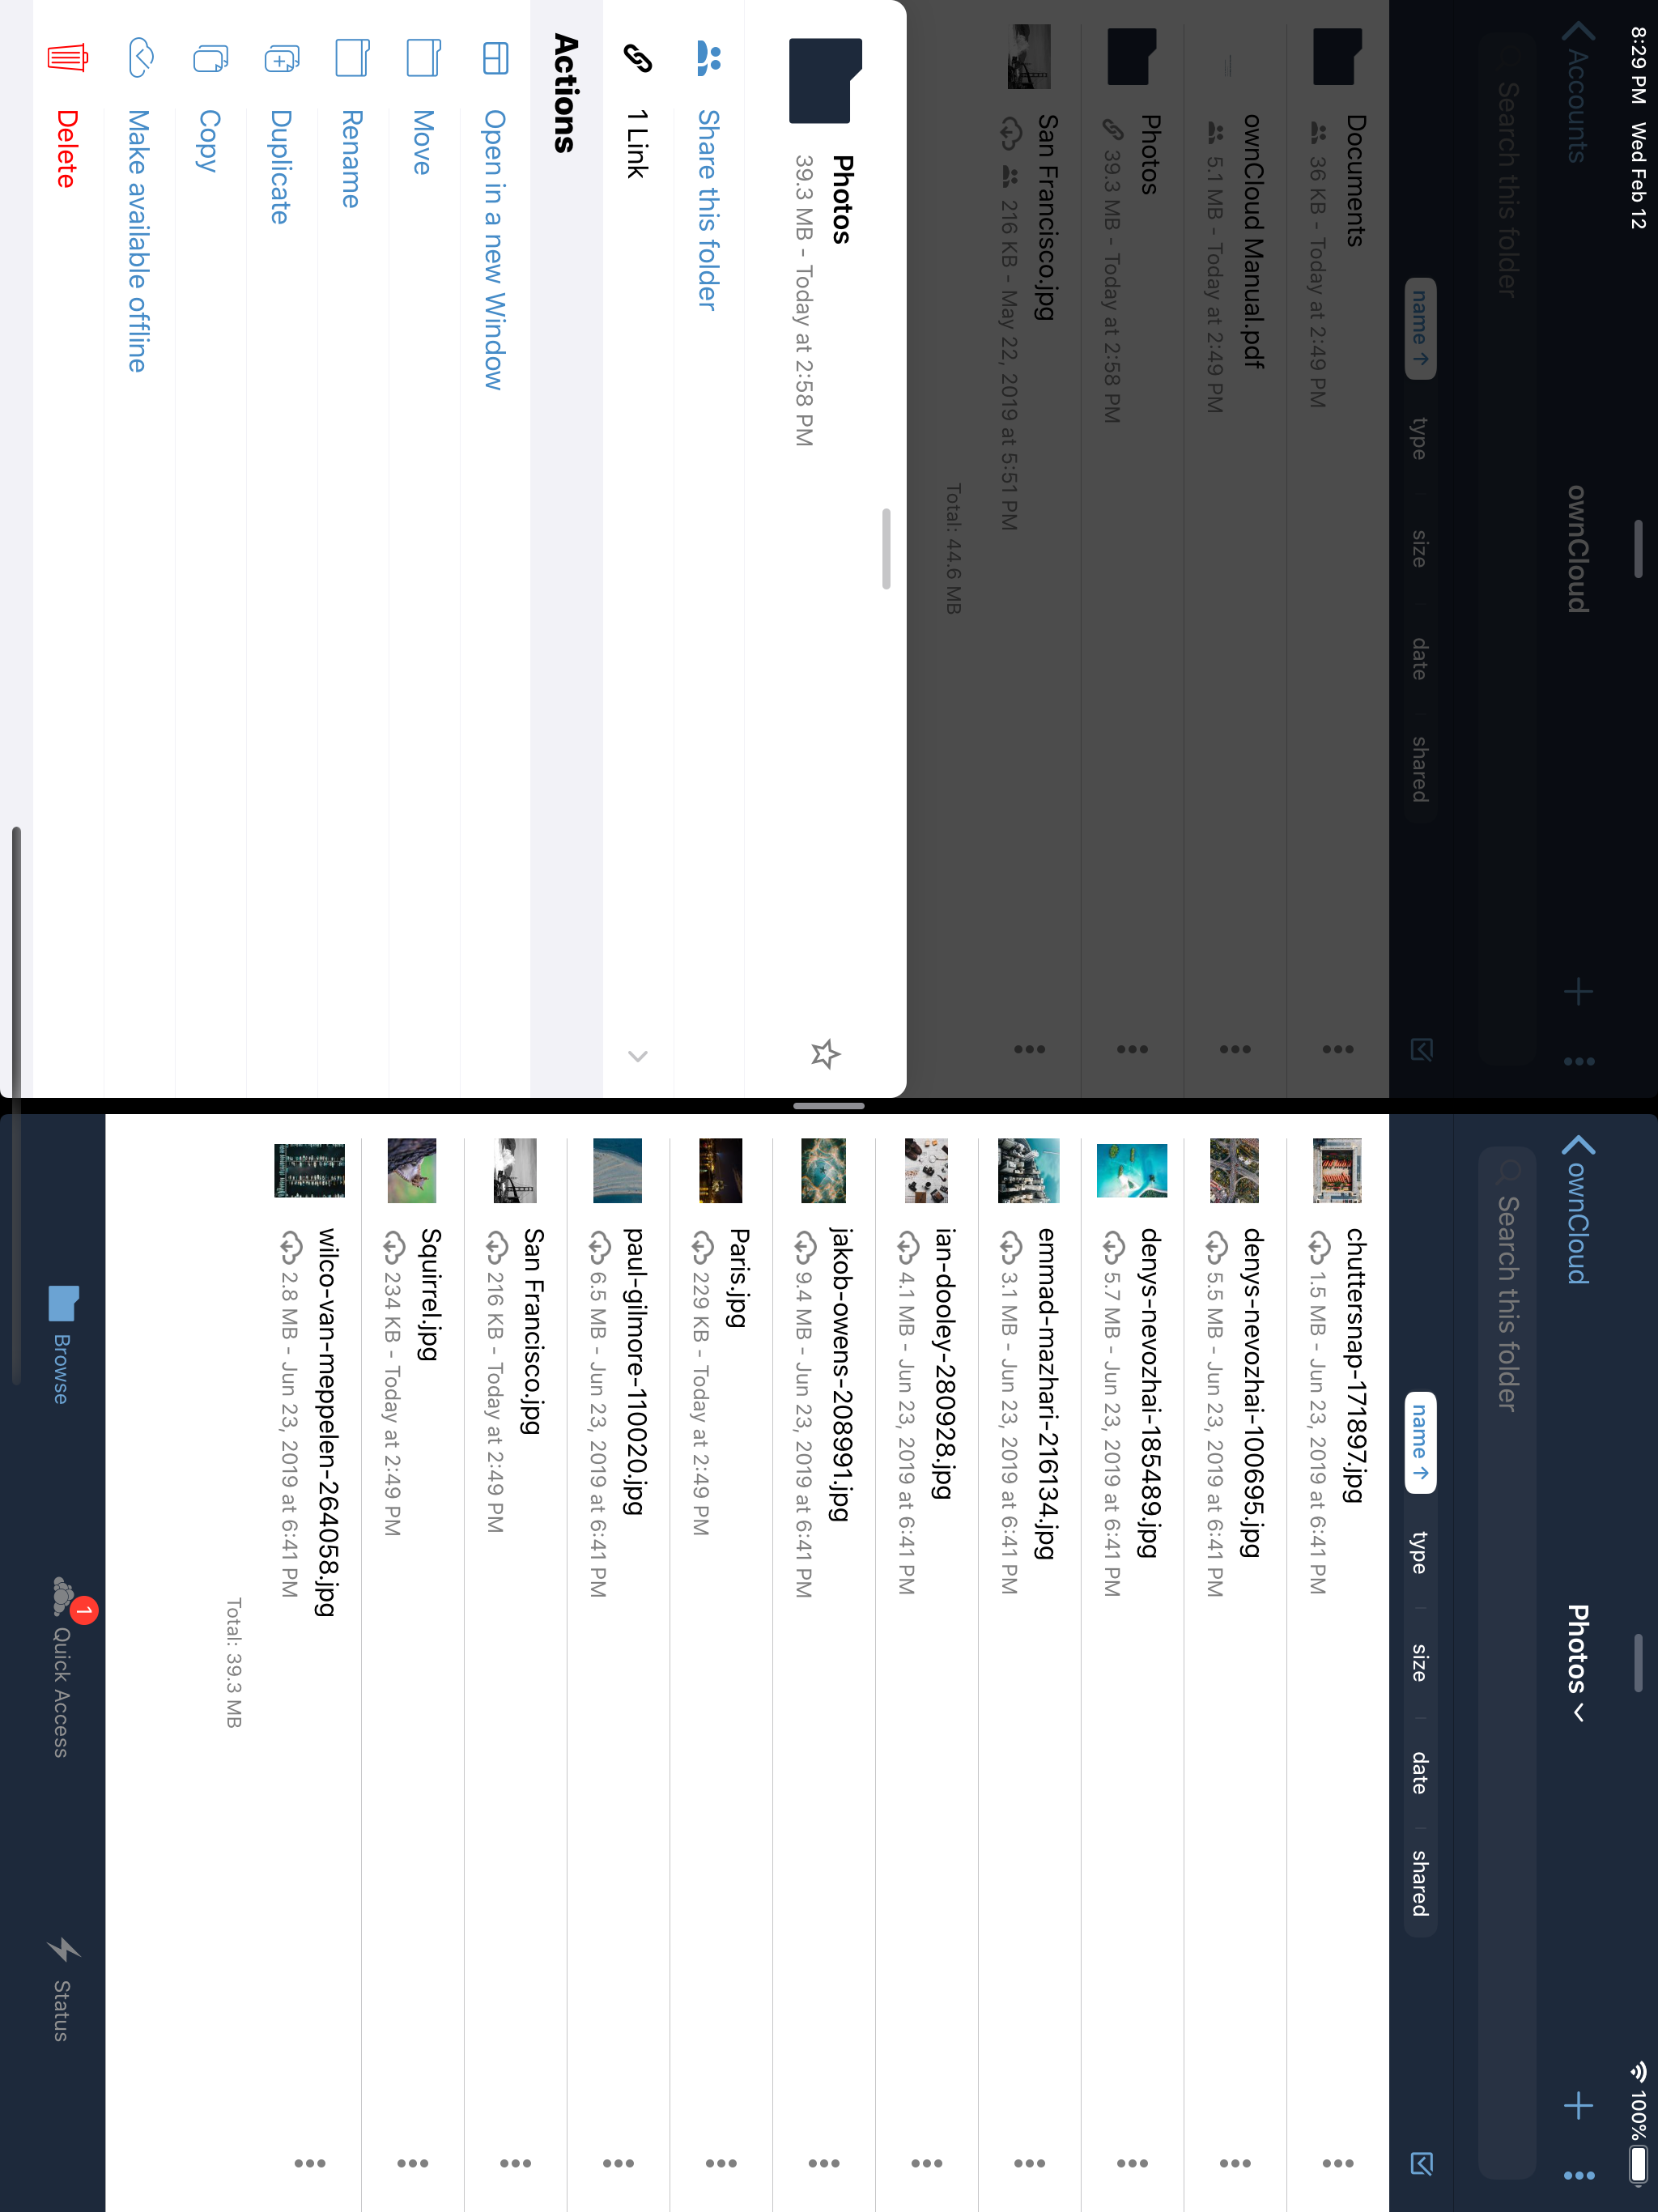 8:29 PM Wed Feb 12
100%
Accounts
ownCloud
Search this folder
name ↑
type
size
date
shared
Documents
36 KB - Today at 2:49 PM
ownCloud Manual.pdf
5.1 MB - Today at 2:49 PM
Photos
39.3 MB - Today at 2:58 PM
San Francisco.jpg
216 KB - May 22, 2019 at 5:51 PM
Total: 44.6 MB
Photos
39.3 MB - Today at 2:58 PM
Share this folder
1 Link
Actions
Open in a new Window
Move
Rename
Duplicate
Copy
Make available offline
Delete
ownCloud
Photos
Search this folder
name ↑
type
size
date
shared
chuttersnap-171897.jpg
1.5 MB - Jun 23, 2019 at 6:41 PM
denys-nevozhai-100695.jpg
5.5 MB - Jun 23, 2019 at 6:41 PM
denys-nevozhai-185489.jpg
5.7 MB - Jun 23, 2019 at 6:41 PM
emmad-mazhari-216134.jpg
3.1 MB - Jun 23, 2019 at 6:41 PM
ian-dooley-280928.jpg
4.1 MB - Jun 23, 2019 at 6:41 PM
jakob-owens-208991.jpg
9.4 MB - Jun 23, 2019 at 6:41 PM
Paris.jpg
229 KB - Today at 2:49 PM
paul-gilmore-110020.jpg
6.5 MB - Jun 23, 2019 at 6:41 PM
San Francisco.jpg
216 KB - Today at 2:49 PM
Squirrel.jpg
234 KB - Today at 2:49 PM
wilco-van-meppelen-264058.jpg
2.8 MB - Jun 23, 2019 at 6:41 PM
Total: 39.3 MB
Browse
1
Quick Access
Status